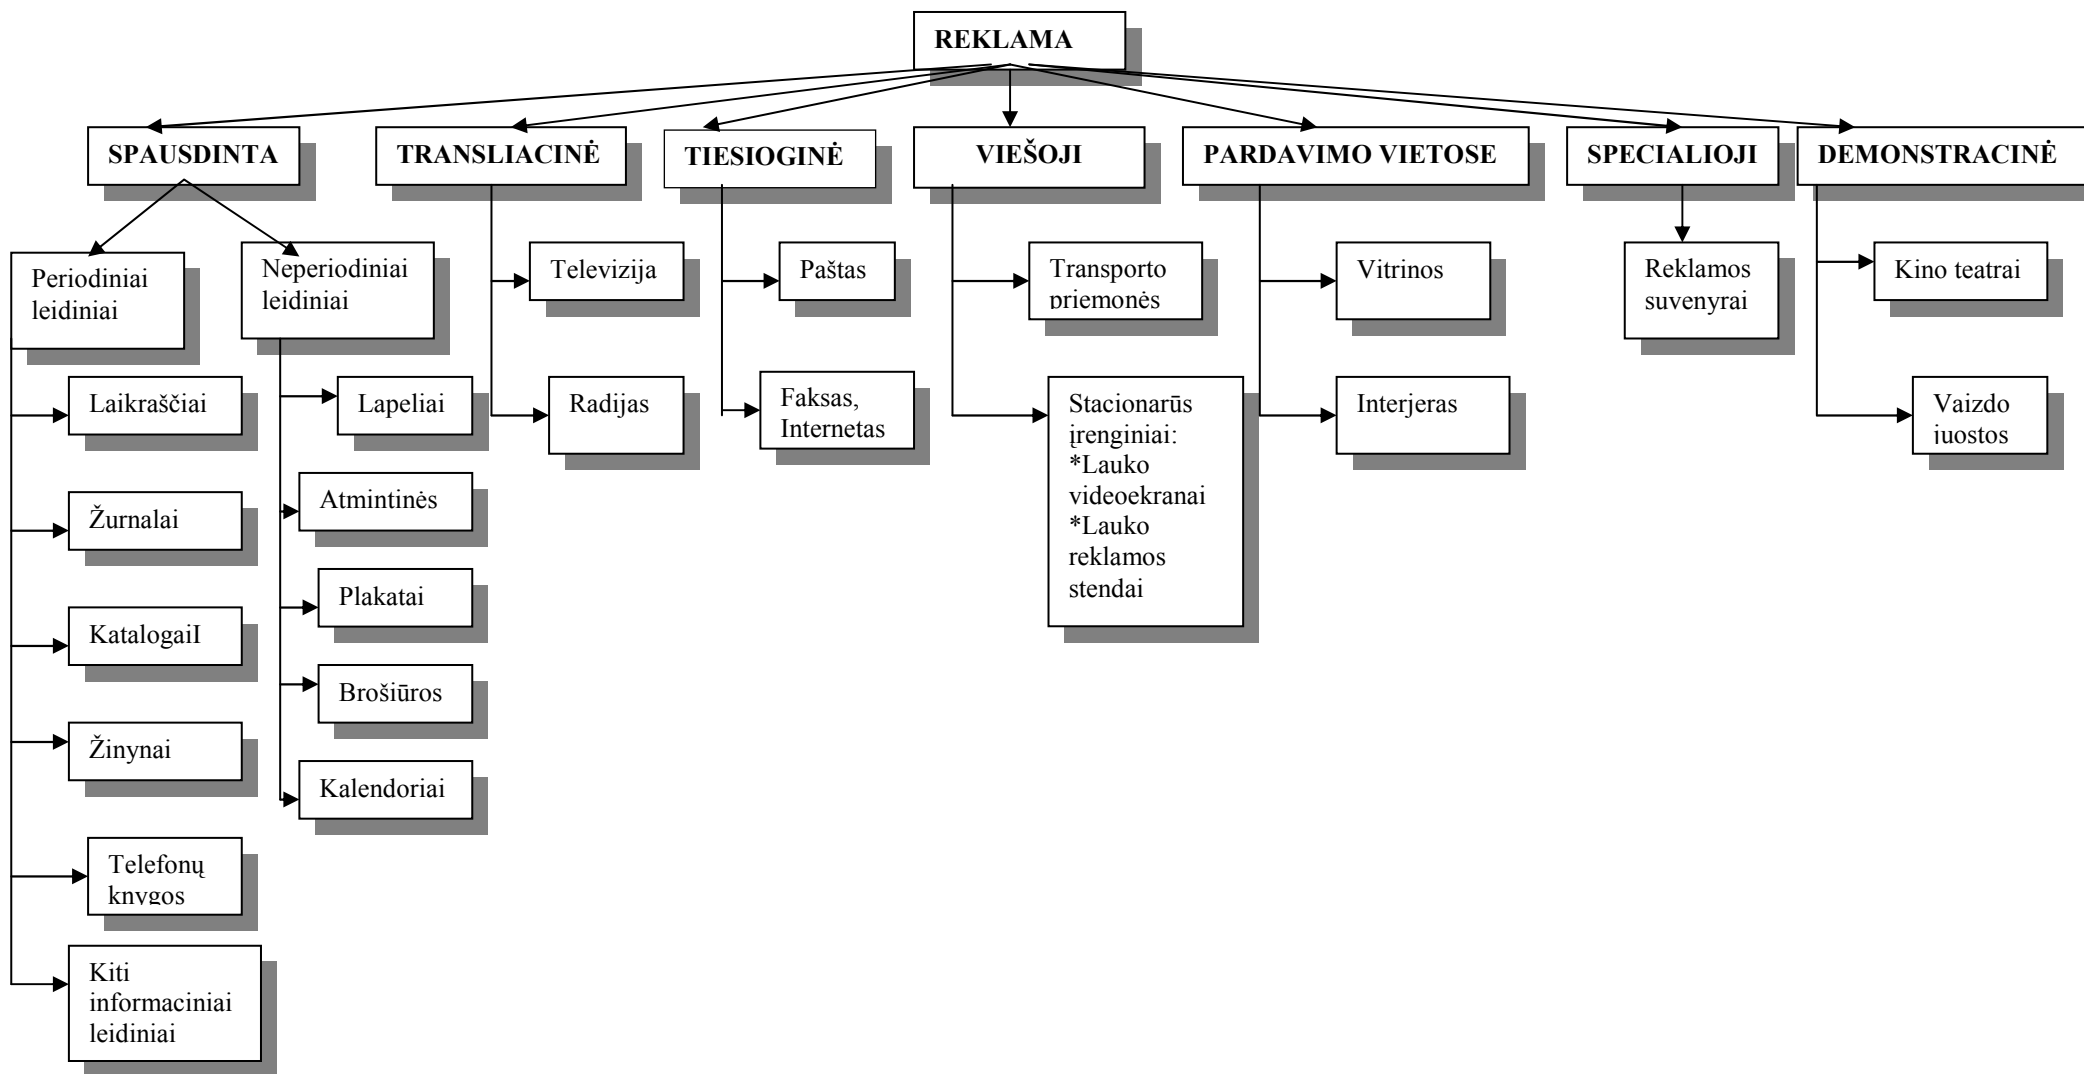 REKLAMA
SPAUSDINTA
TRANSLIACINĖ
TIESIOGINĖ
VIEŠOJI
PARDAVIMO VIETOSE
SPECIALIOJI
DEMONSTRACINĖ
Periodiniai
leidiniai
Neperiodiniai
leidiniai
Televizija
Paštas
Transporto
priemonės
Vitrinos
Reklamos
suvenyrai
Kino teatrai
Laikraščiai
Lapeliai
Radijas
Faksas,
Internetas
Stacionarūs
įrenginiai:
*Lauko
videoekranai
*Lauko
reklamos
stendai
Interjeras
Vaizdo
juostos
Atmintinės
Žurnalai
Plakatai
KatalogaiI
Brošiūros
Žinynai
Kalendoriai
Telefonų
knygos
Kiti
informaciniai
leidiniai